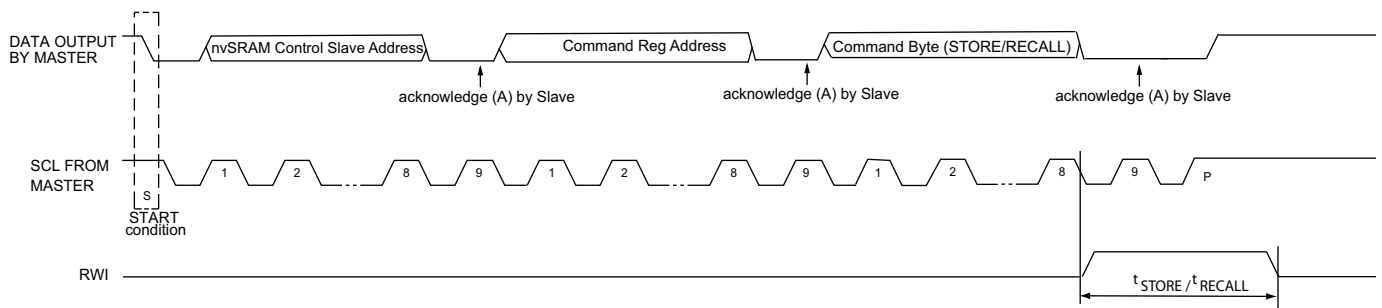 DATA OUTPUT
BY MASTER
nvSRAM Control Slave Address
Command Reg Address
Command Byte (STORE/RECALL)
acknowledge (A) by Slave
acknowledge (A) by Slave
acknowledge (A) by Slave
SCL FROM
MASTER
1 2 8 9 1 2 8 9 1 2 8 9 P
S
START
condition
RWI
t STORE / t RECALL